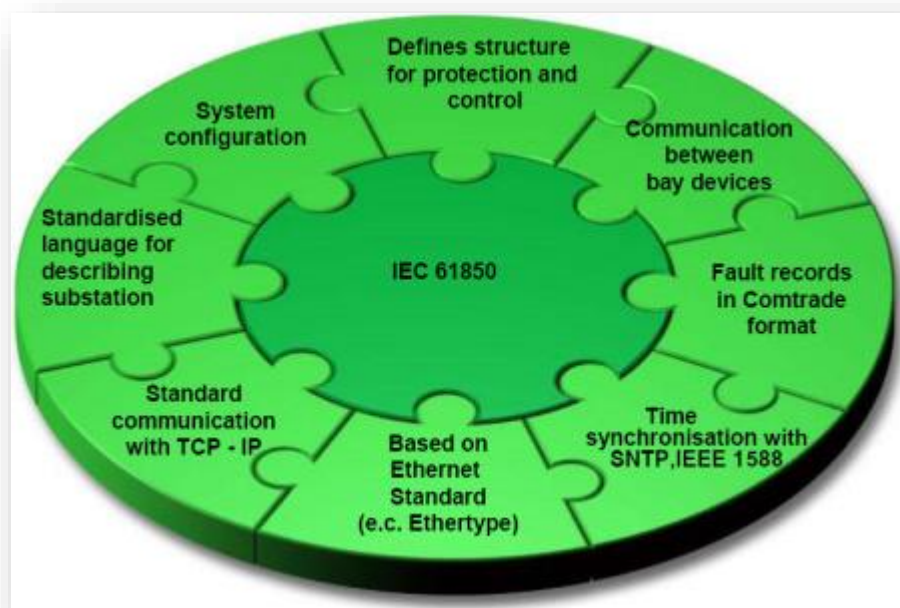 Defines structure
for protection and
control
System
configuration
Communication
between
bay devices
Standardised
language for
describing
substation
IEC 61850
Fault records
in Comtrade
format
Standard
communication
with TCP - IP
Based on
Ethernet
Standard
(e.c. Ethertype)
Time
synchronisation with
SNTP,IEEE 1588